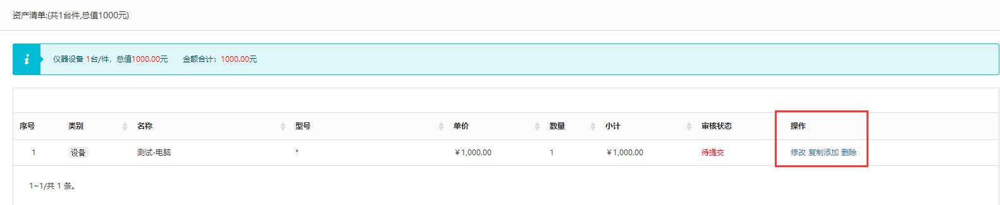 资产清单:(共1台件,总值1000元)
i 仪器设备 1台/件，总值1000.00元 金额合计：1000.00元
序号 类别 名称 型号 单价 数量 小计 审核状态 操作
1 设备 测试-电脑 * ￥1,000.00 1 ￥1,000.00 待提交 修改 复制添加 删除
1~1/共 1 条。